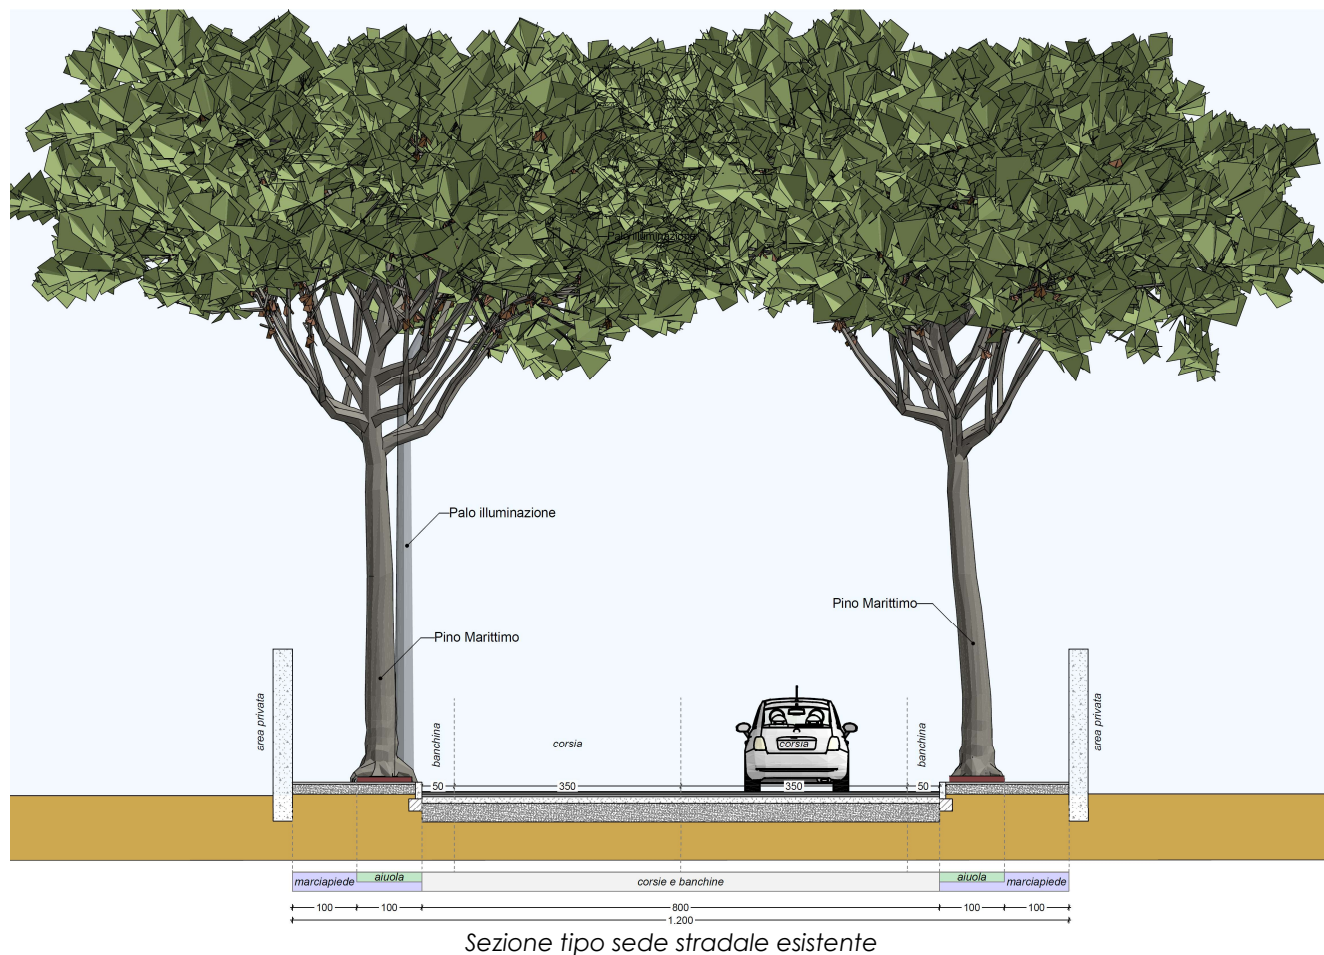 Palo illuminazione
Palo illuminazione
Pino Marittimo
Pino Marittimo
area privata
banchina
corsia
corsia
banchina
area privata
50
350
350
50
marciapiede
aiuola
corsie e banchine
aiuola
marciapiede
100
100
800
100
100
1.200
Sezione tipo sede stradale esistente